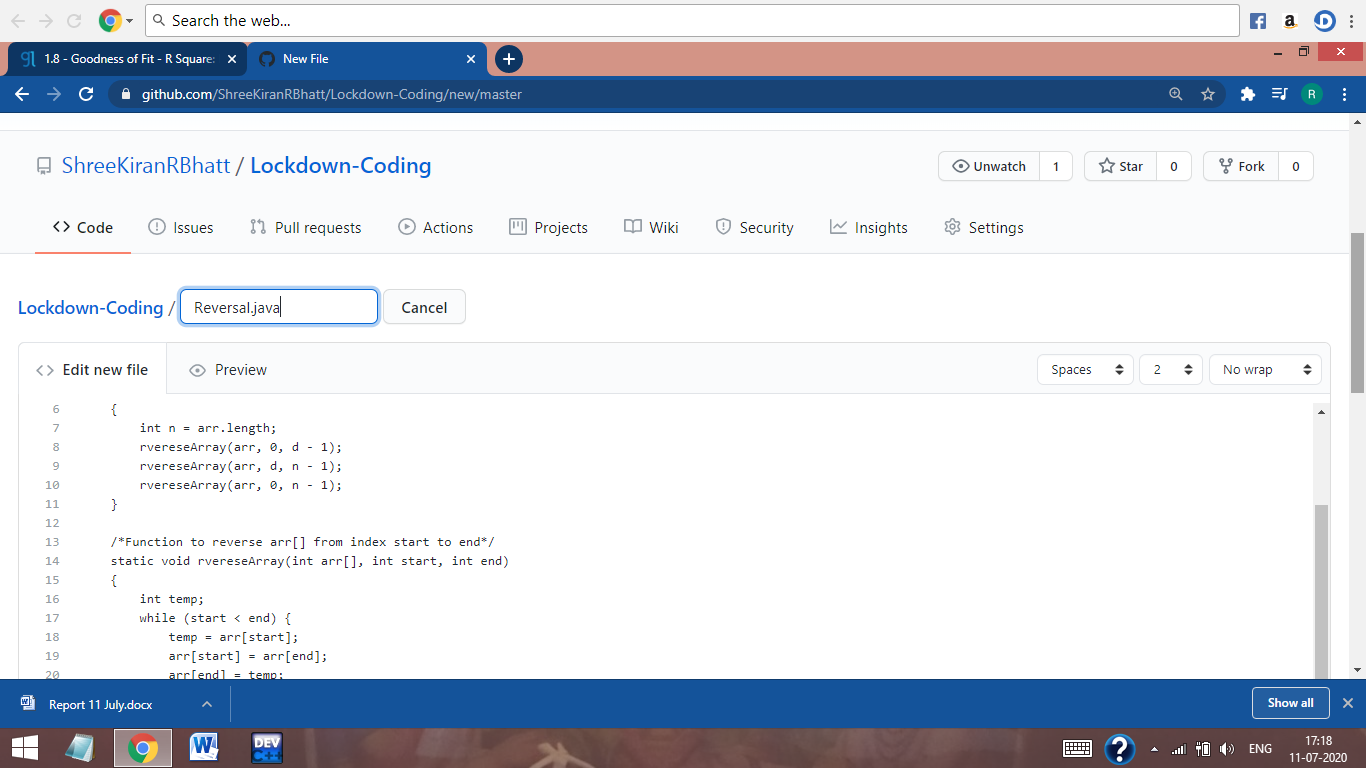 Search the web...
1.8 - Goodness of Fit - R Square:
New File
github.com/ShreeKiranRBhatt/Lockdown-Coding/new/master
R
ShreeKiranRBhatt / Lockdown-Coding
Unwatch 1
Star 0
Fork 0
Code
Issues
Pull requests
Actions
Projects
Wiki
Security
Insights
Settings
Lockdown-Coding / Reversal.java
Cancel
<> Edit new file
Preview
Spaces
2
No wrap
6 {
7 int n = arr.length;
8 rvereseArray(arr, 0, d - 1);
9 rvereseArray(arr, d, n - 1);
10 rvereseArray(arr, 0, n - 1);
11 }
12
13 /*Function to reverse arr[] from index start to end*/
14 static void rvereseArray(int arr[], int start, int end)
15 {
16 int temp;
17 while (start < end) {
18 temp = arr[start];
19 arr[start] = arr[end];
20 arr[end] = temp;
Report 11 July.docx
Show all
DEV
C++
ENG
17:18
11-07-2020